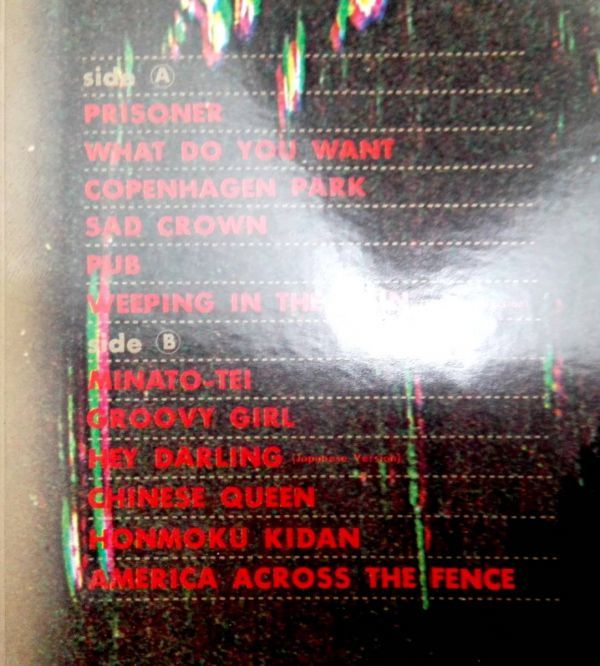 side A
PRISONER
WHAT DO YOU WANT
COPENHAGEN PARK
SAD CROWN
PUB
WEEPING IN THE
side B
MINATO-TEI
GROOVY GIRL
HEY DARLING (Japanese Version)
CHINESE QUEEN
HONMOKU KIDAN
AMERICA ACROSS THE FENCE